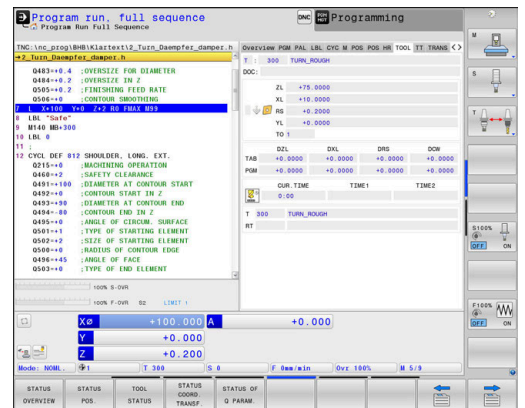 Program run, full sequence
Program Run Full Sequence
DNC
Programming
TNC:\nc_prog\BHB\Klartext\2_Turn_Daempfer_damper.h
→2_Turn_Daempfer_damper.h
Q483=+0.4 ;OVERSIZE FOR DIAMETER
Q484=+0.2 ;OVERSIZE IN Z
Q505=+0.2 ;FINISHING FEED RATE
Q506=+0 ;CONTOUR SMOOTHING
7 L X+100 Y+0 Z+2 R0 FMAX M99
8 LBL "Safe"
9 M140 MB+300
10 LBL 0
11 ;
12 CYCL DEF 812 SHOULDER, LONG. EXT.
Q215=+0 ;MACHINING OPERATION
Q460=+2 ;SAFETY CLEARANCE
Q491=+100 ;DIAMETER AT CONTOUR START
Q492=+0 ;CONTOUR START IN Z
Q493=+90 ;DIAMETER AT CONTOUR END
Q494=-80 ;CONTOUR END IN Z
Q495=+0 ;ANGLE OF CIRCUM. SURFACE
Q501=+1 ;TYPE OF STARTING ELEMENT
Q502=+2 ;SIZE OF STARTING ELEMENT
Q500=+0 ;RADIUS OF CONTOUR EDGE
Q496=+45 ;ANGLE OF FACE
Q503=+0 ;TYPE OF END ELEMENT
100% S-OVR
100% F-OVR S2 LIMIT 1
Overview PGM PAL LBL CYC M POS POS HR TOOL TT TRANS
T : 300 TURN_ROUGH
DOC:
ZL +75.0000
XL +10.0000
RS +0.2000
YL +0.0000
TO 1
DZL DXL DRS DCW
TAB +0.0000 +0.0000 +0.0000 +0.0000
PGM +0.0000 +0.0000 +0.0000 +0.0000
CUR.TIME TIME1 TIME2
0:00
T 300 TURN_ROUGH
RT
XØ +100.000 A +0.000
Y +0.000
Z +0.200
Mode: NOML. 1 T 300 S 0 F 0mm/min Ovr 100% M 5/9
STATUS OVERVIEW
STATUS POS.
TOOL STATUS
STATUS COORD. TRANSF.
STATUS OF Q PARAM.
M
S
T
S100%
OFF ON
F100%
OFF ON